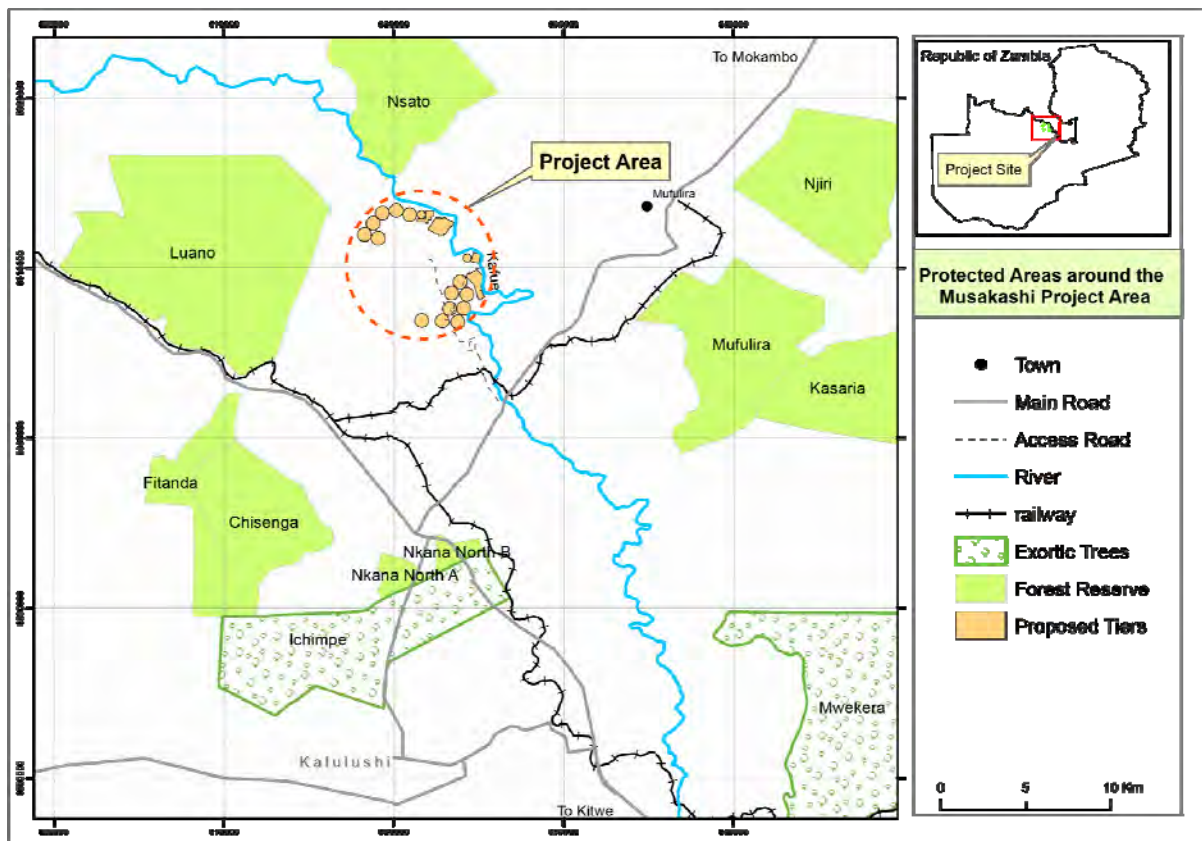 To Mokambo
Nsato
Project Area
Mufulira
Njiri
Luano
Kafue
Mufulira
Kasaria
Fitanda
Chisenga
Nkana North B
Nkana North A
Ichimpe
Mwekera
Kalulushi
To Kitwe
Republic of Zambia
Project Site
Protected Areas around the
Musakashi Project Area
Town
Main Road
Access Road
River
railway
Exortic Trees
Forest Reserve
Proposed Tiers
0 5 10 Km